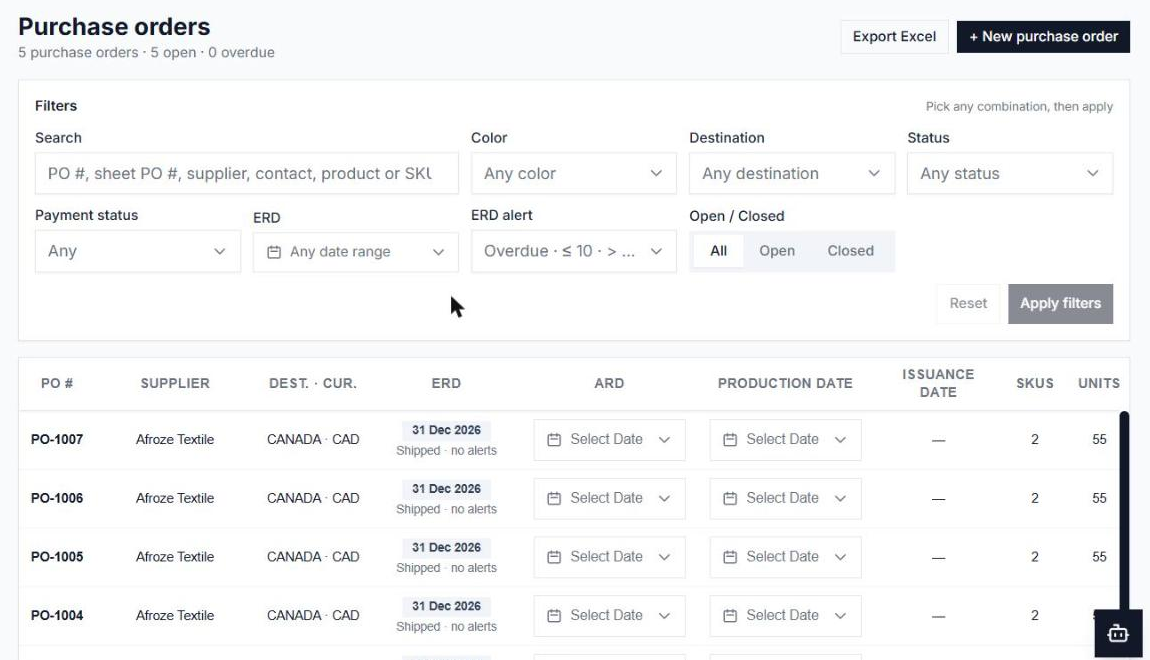 Purchase orders
5 purchase orders · 5 open · 0 overdue
Export Excel
+ New purchase order
Filters
Pick any combination, then apply
Search
Color
Destination
Status
PO #, sheet PO #, supplier, contact, product or SKU
Any color
Any destination
Any status
Payment status
ERD
ERD alert
Open / Closed
Any
Any date range
Overdue · ≤ 10 · > ...
All
Open
Closed
Reset
Apply filters
PO #
SUPPLIER
DEST. · CUR.
ERD
ARD
PRODUCTION DATE
ISSUANCE
DATE
SKUS
UNITS
PO-1007
Afroze Textile
CANADA · CAD
31 Dec 2026
Shipped · no alerts
Select Date
Select Date
—
2
55
PO-1006
Afroze Textile
CANADA · CAD
31 Dec 2026
Shipped · no alerts
Select Date
Select Date
—
2
55
PO-1005
Afroze Textile
CANADA · CAD
31 Dec 2026
Shipped · no alerts
Select Date
Select Date
—
2
55
PO-1004
Afroze Textile
CANADA · CAD
31 Dec 2026
Shipped · no alerts
Select Date
Select Date
—
2